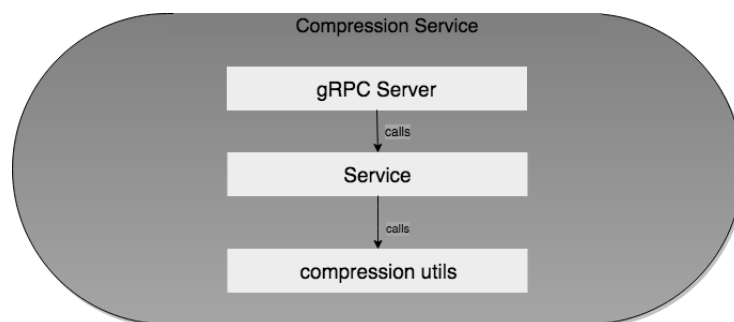 Compression Service
gRPC Server
calls
Service
calls
compression utils